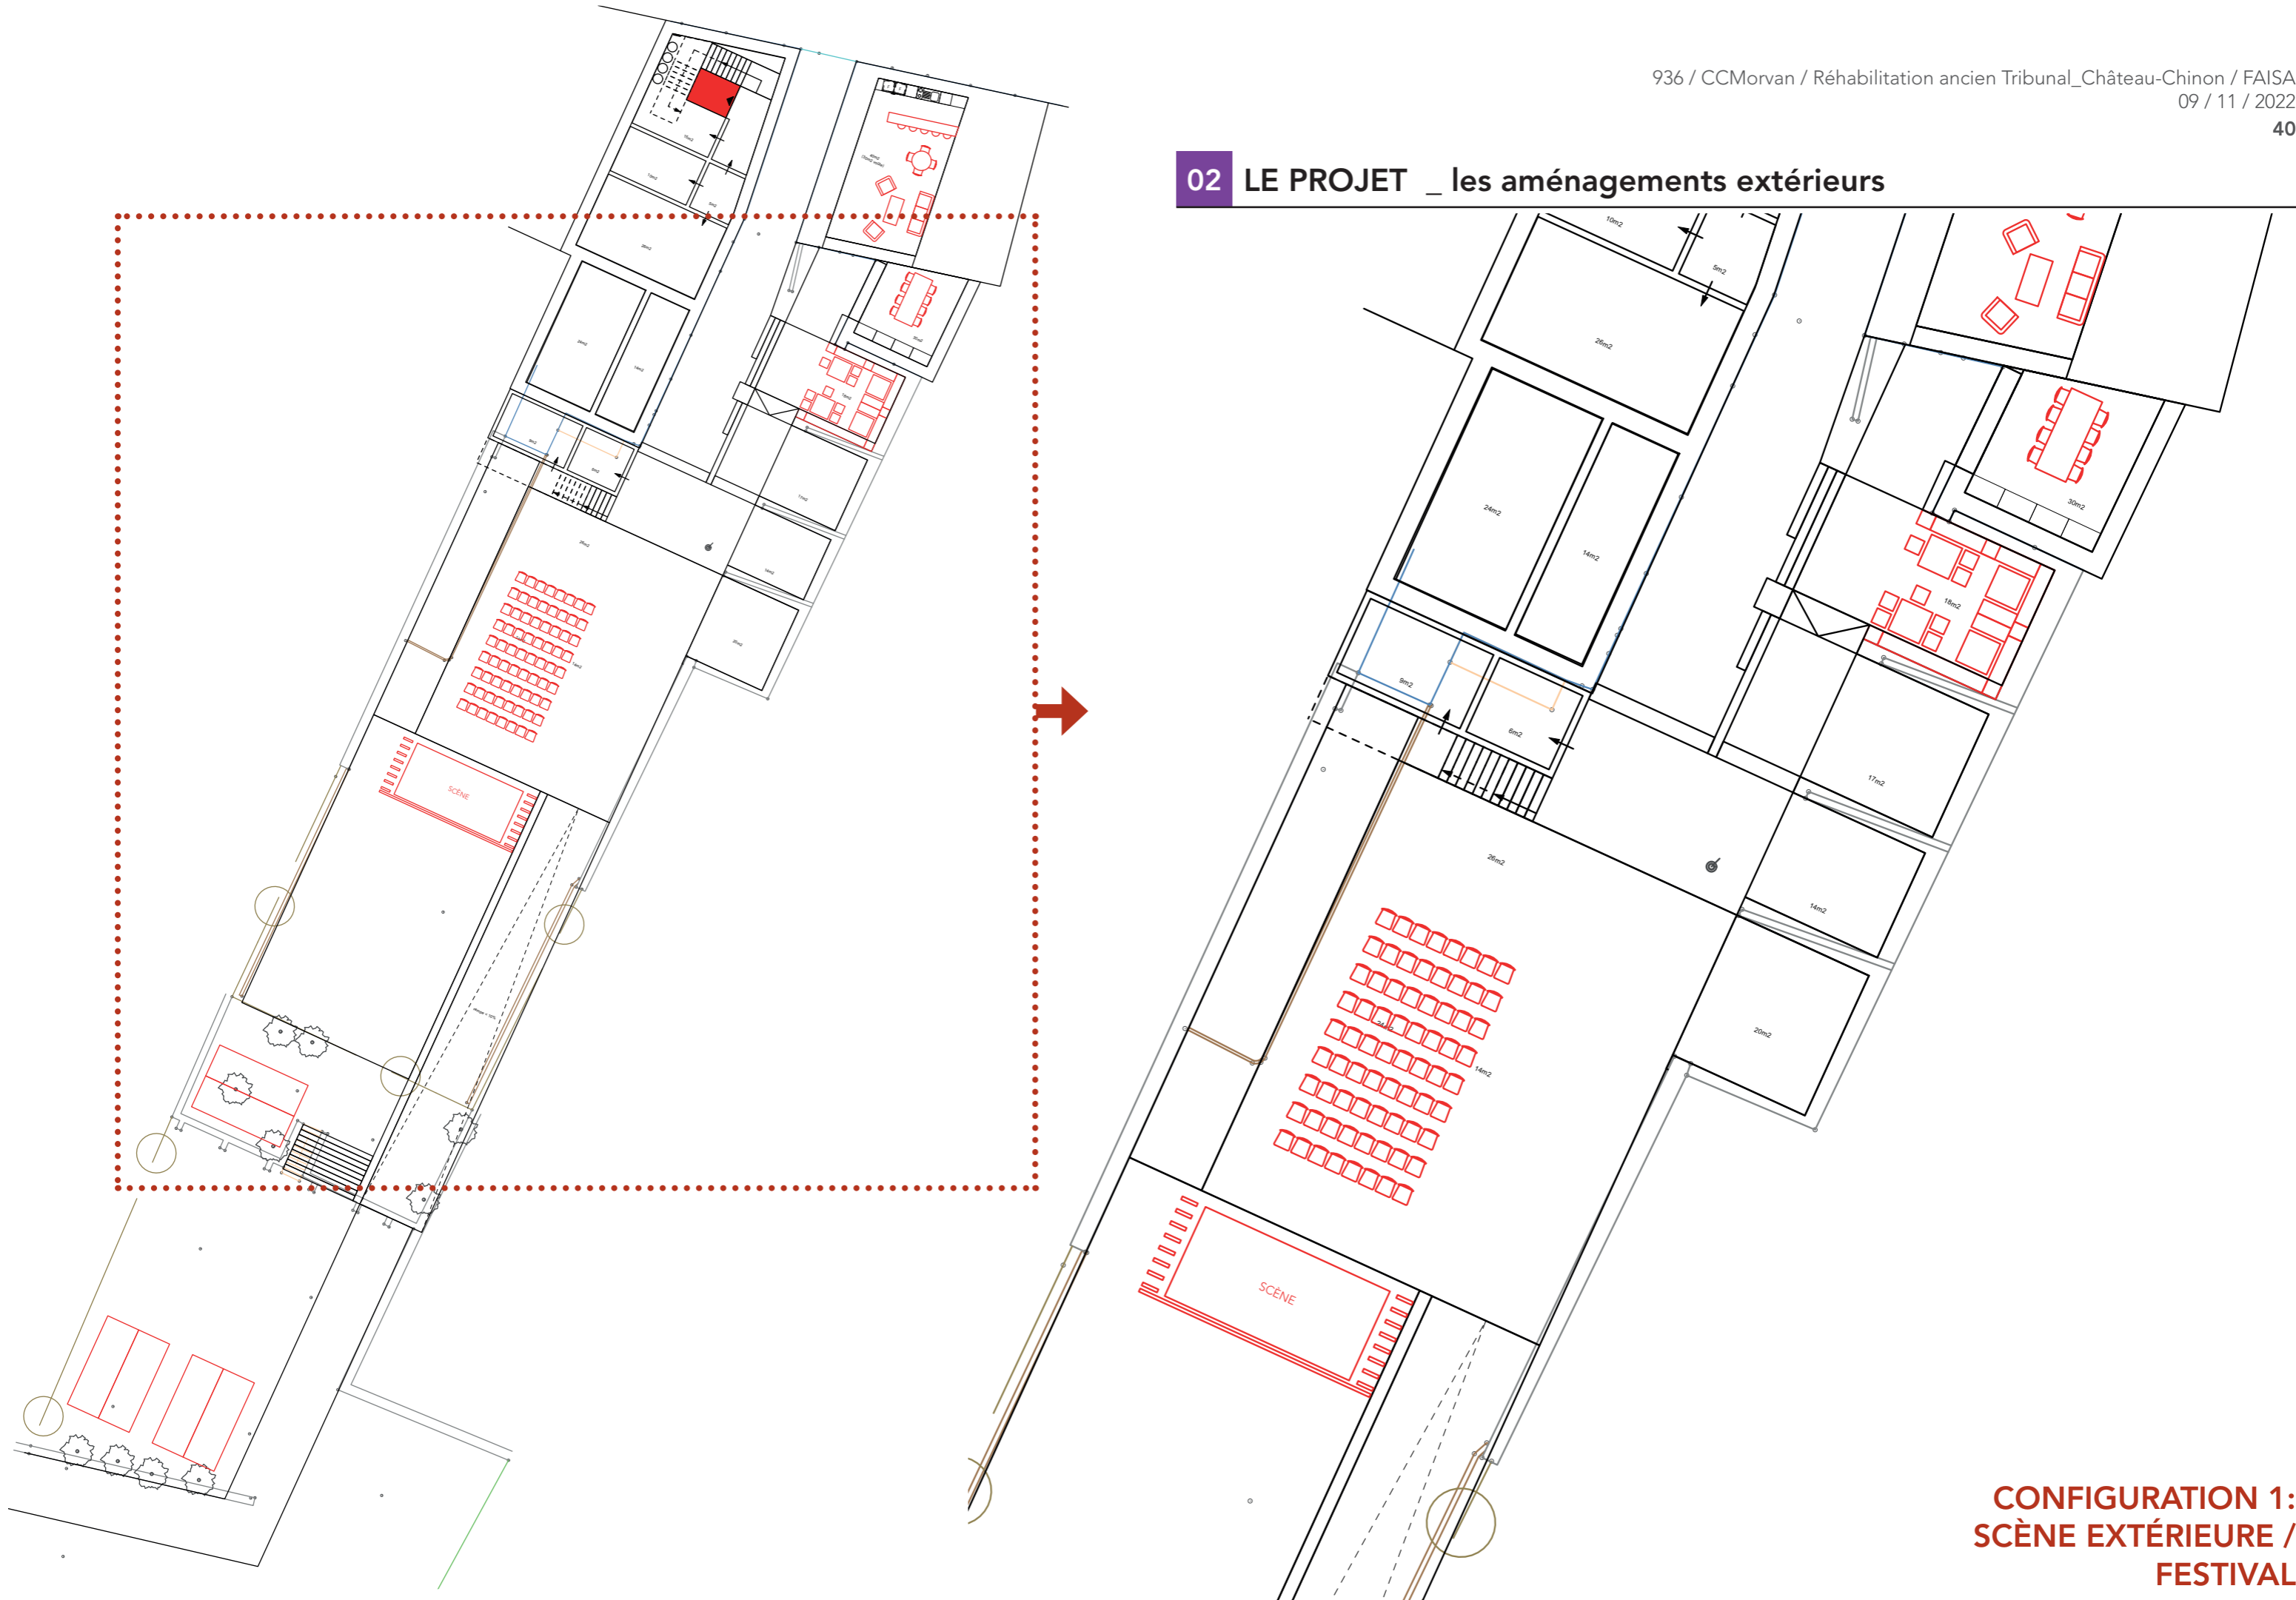 936 / CCMorvan / Réhabilitation ancien Tribunal_Château-Chinon / FAISA
09 / 11 / 2022
40
02 LE PROJET _ les aménagements extérieurs
10m2
5m2
26m2
24m2
14m2
30m2
18m2
9m2
6m2
17m2
26m2
14m2
24m2
14m2
20m2
SCÈNE
SCÈNE
CONFIGURATION 1:
SCÈNE EXTÉRIEURE /
FESTIVAL